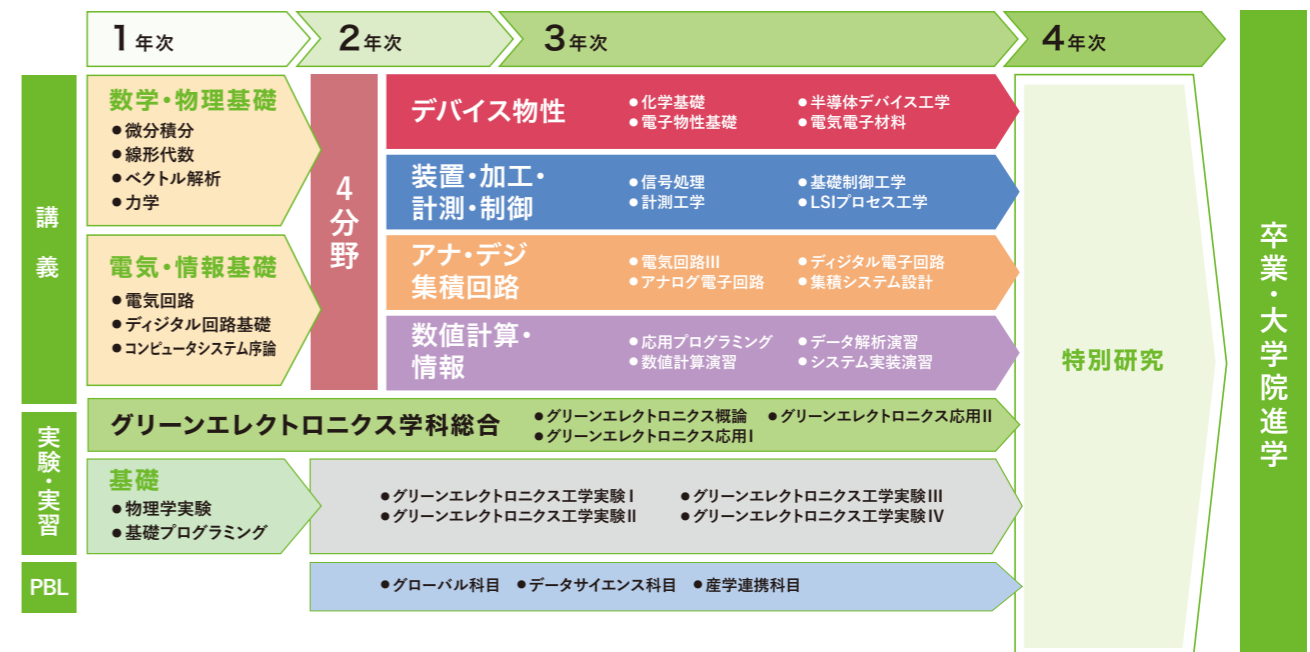 1年次
2年次
3年次
4年次
講義
数学・物理基礎
●微分積分
●線形代数
●ベクトル解析
●力学
電気・情報基礎
●電気回路
●ディジタル回路基礎
●コンピュータシステム序論
4分野
デバイス物性
●化学基礎
●電子物性基礎
●半導体デバイス工学
●電気電子材料
装置・加工・
計測・制御
●信号処理
●計測工学
●基礎制御工学
●LSIプロセス工学
アナ・デジ
集積回路
●電気回路III
●アナログ電子回路
●ディジタル電子回路
●集積システム設計
数値計算・
情報
●応用プログラミング
●数値計算演習
●データ解析演習
●システム実装演習
グリーンエレクトロニクス学科総合
●グリーンエレクトロニクス概論
●グリーンエレクトロニクス応用II
●グリーンエレクトロニクス応用I
実験・実習
基礎
●物理学実験
●基礎プログラミング
●グリーンエレクトロニクス工学実験I
●グリーンエレクトロニクス工学実験II
●グリーンエレクトロニクス工学実験III
●グリーンエレクトロニクス工学実験IV
PBL
●グローバル科目 ●データサイエンス科目 ●産学連携科目
特別研究
卒業・大学院進学